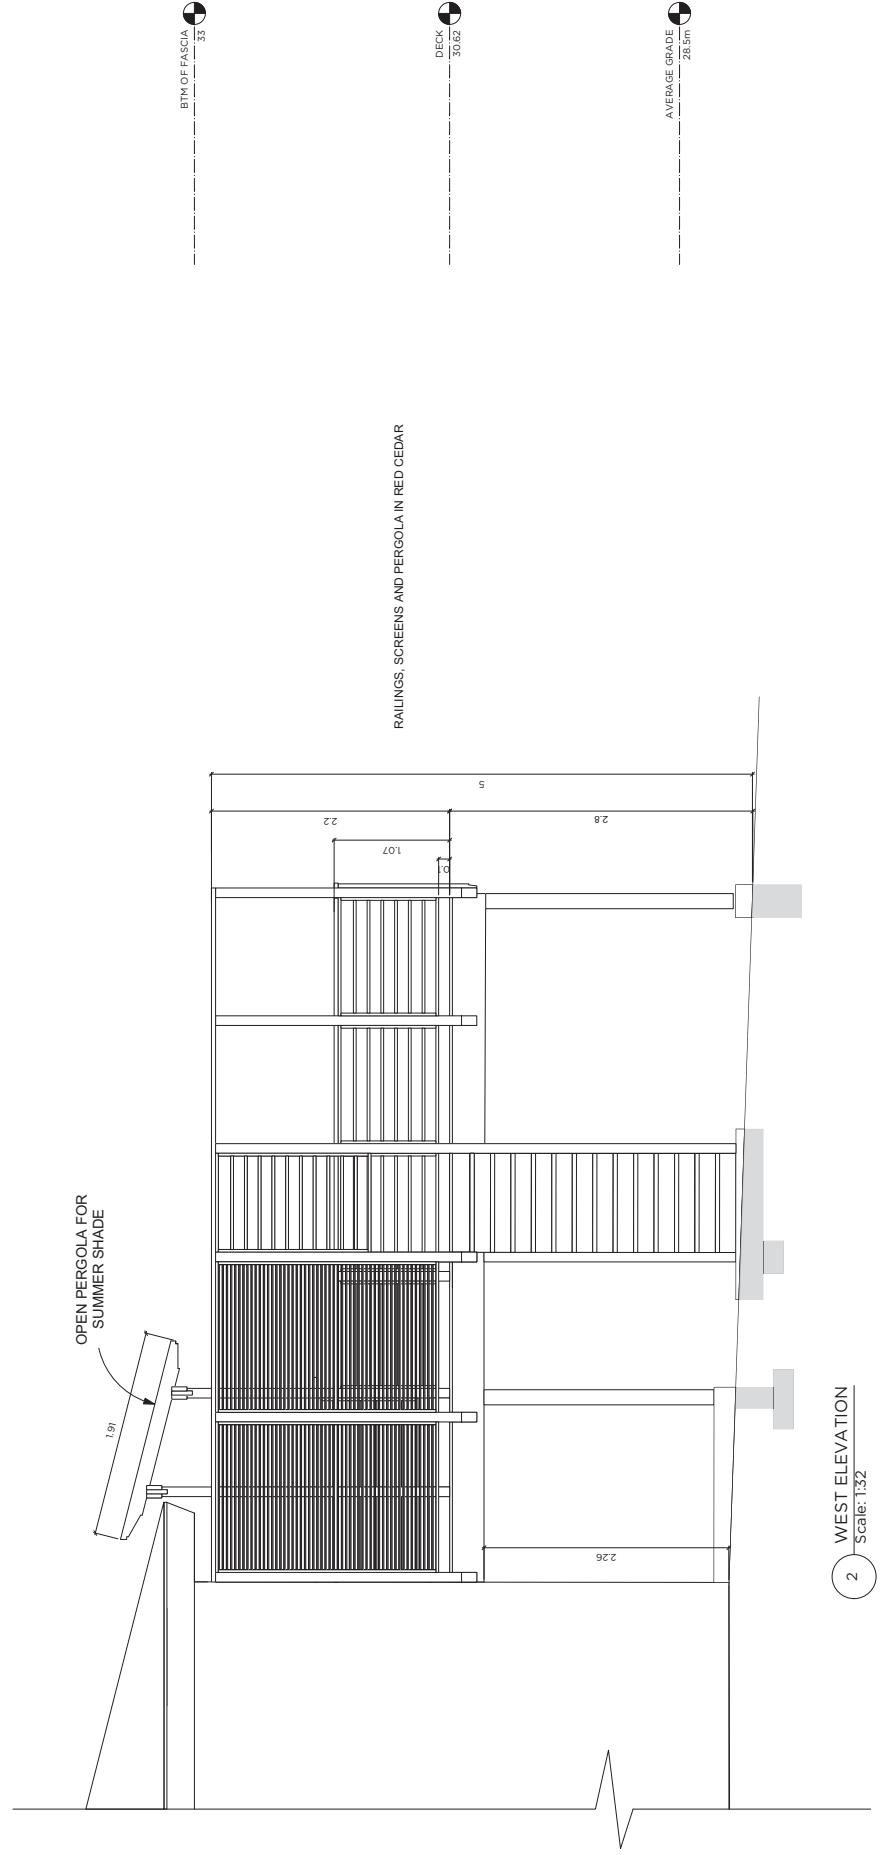 BTM OF FASCIA
33
DECK
30.62
AVERAGE GRADE
28.5m
RAILINGS, SCREENS AND PERGOLA IN RED CEDAR
OPEN PERGOLA FOR
SUMMER SHADE
1.91
5
2.2
2.8
1.07
0.1
2.26
2
WEST ELEVATION
Scale: 1:32